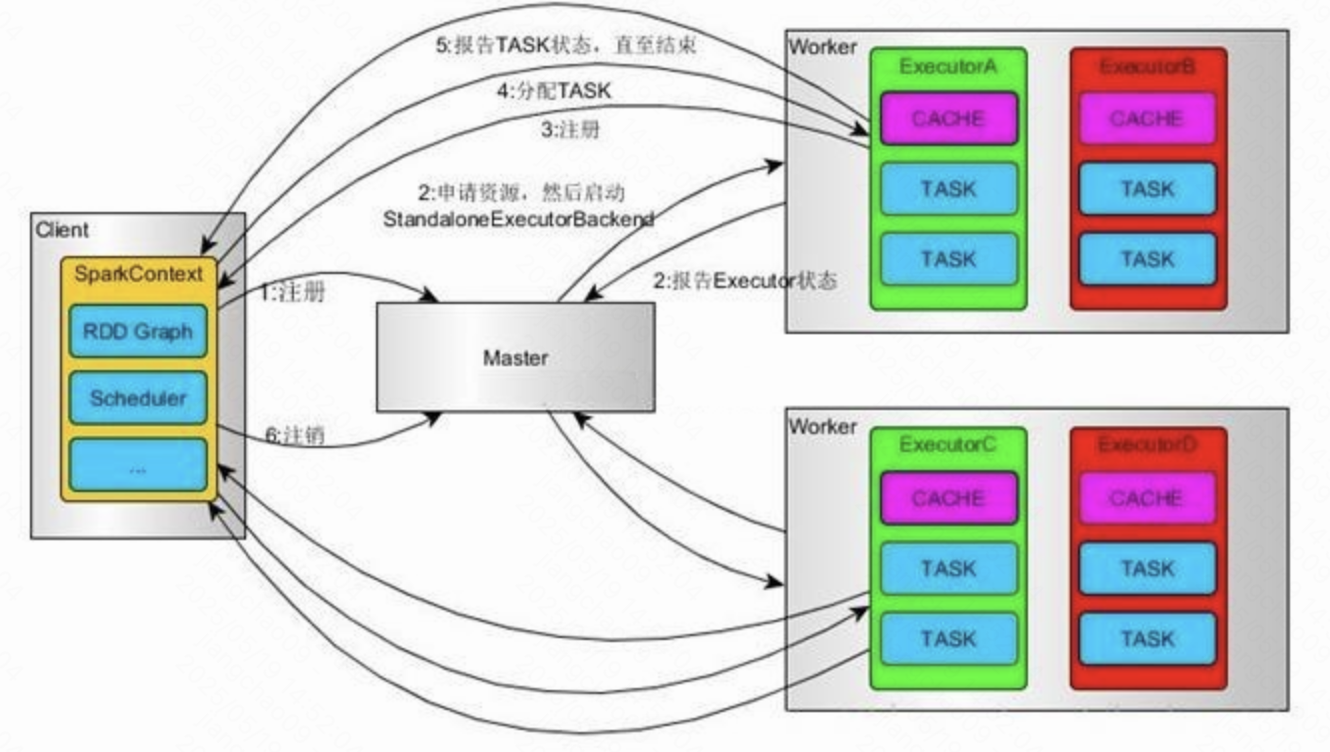 5:报告TASK状态，直至结束
4:分配TASK
3:注册
2:申请资源，然后启动
StandaloneExecutorBackend
2:报告Executor状态
Client
SparkContext
RDD Graph
Scheduler
...
1:注册
6:注销
Master
Worker
ExecutorA
CACHE
TASK
TASK
ExecutorB
CACHE
TASK
TASK
Worker
ExecutorC
CACHE
TASK
TASK
ExecutorD
CACHE
TASK
TASK